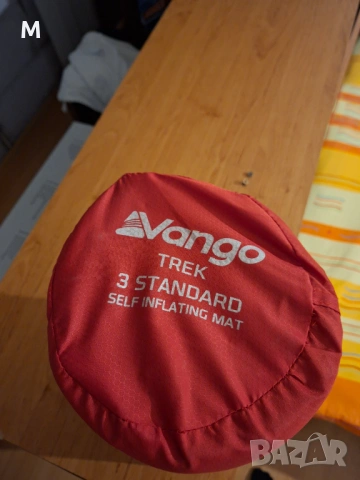 M
Vango
TREK
3 STANDARD
SELF INFLATING MAT
BAZAR